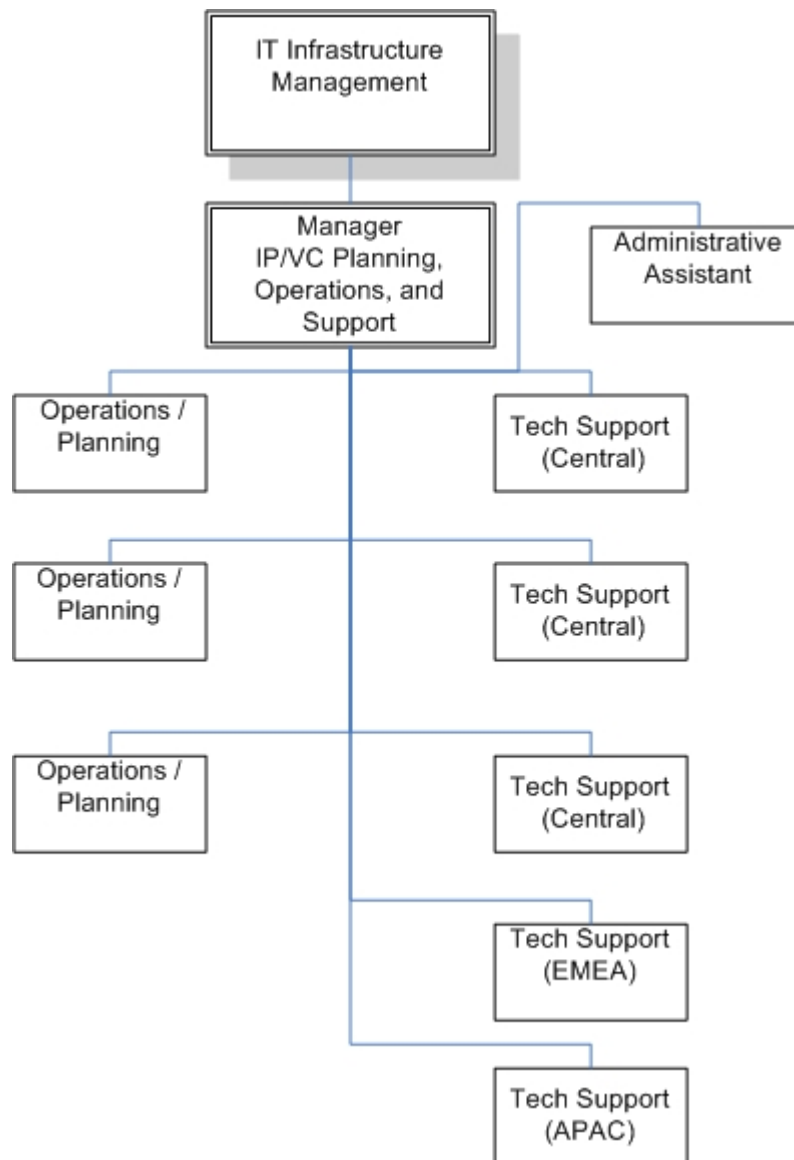 IT Infrastructure
Management
Manager
IP/VC Planning,
Operations, and
Support
Administrative
Assistant
Operations /
Planning
Tech Support
(Central)
Operations /
Planning
Tech Support
(Central)
Operations /
Planning
Tech Support
(Central)
Tech Support
(EMEA)
Tech Support
(APAC)